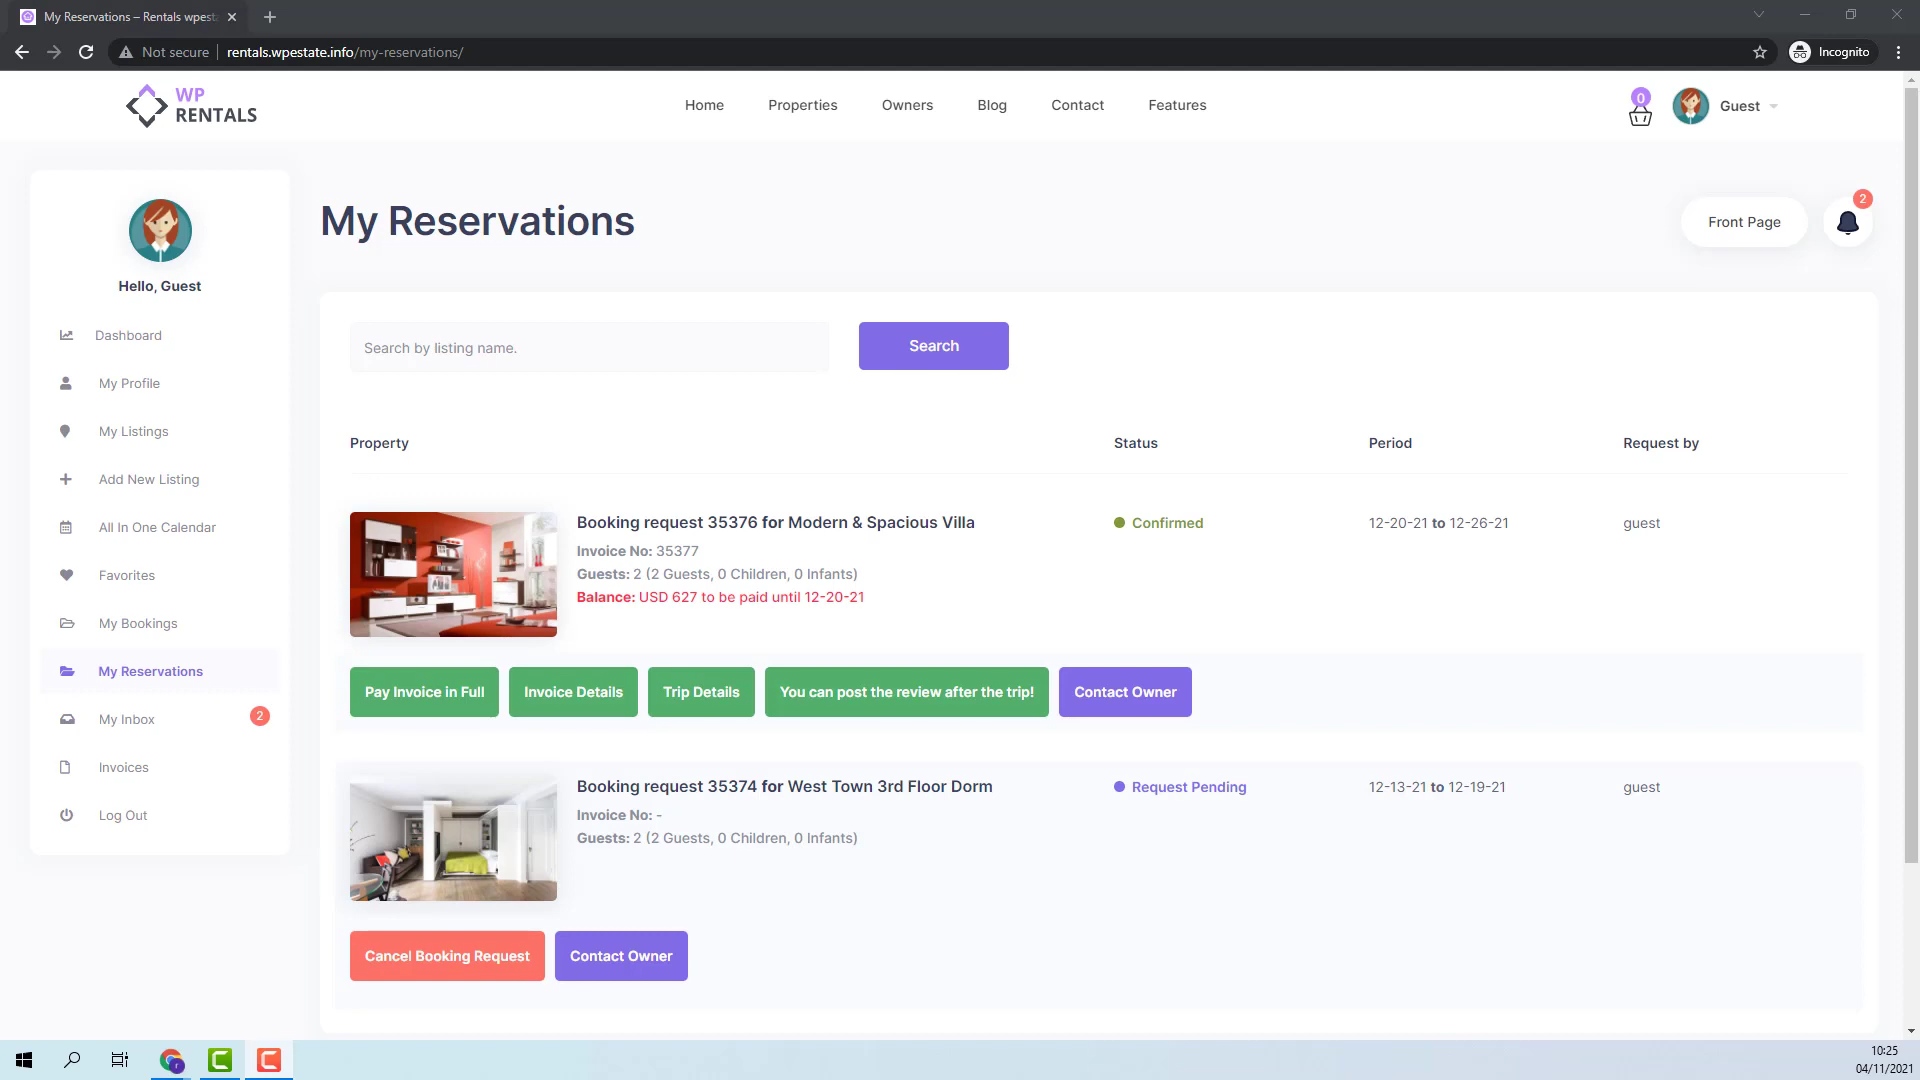 My Reservations – Rentals wpesta
Not secure
rentals.wpestate.info/my-reservations/
Incognito
WP
RENTALS
Home
Properties
Owners
Blog
Contact
Features
0
Guest
Hello, Guest
Dashboard
My Profile
My Listings
Add New Listing
All In One Calendar
Favorites
My Bookings
My Reservations
My Inbox
2
Invoices
Log Out
My Reservations
Front Page
2
Search by listing name.
Search
Property
Status
Period
Request by
Booking request 35376 for Modern & Spacious Villa
Invoice No: 35377
Guests: 2 (2 Guests, 0 Children, 0 Infants)
Balance: USD 627 to be paid until 12-20-21
Confirmed
12-20-21 to 12-26-21
guest
Pay Invoice in Full
Invoice Details
Trip Details
You can post the review after the trip!
Contact Owner
Booking request 35374 for West Town 3rd Floor Dorm
Invoice No: -
Guests: 2 (2 Guests, 0 Children, 0 Infants)
Request Pending
12-13-21 to 12-19-21
guest
Cancel Booking Request
Contact Owner
10:25
04/11/2021